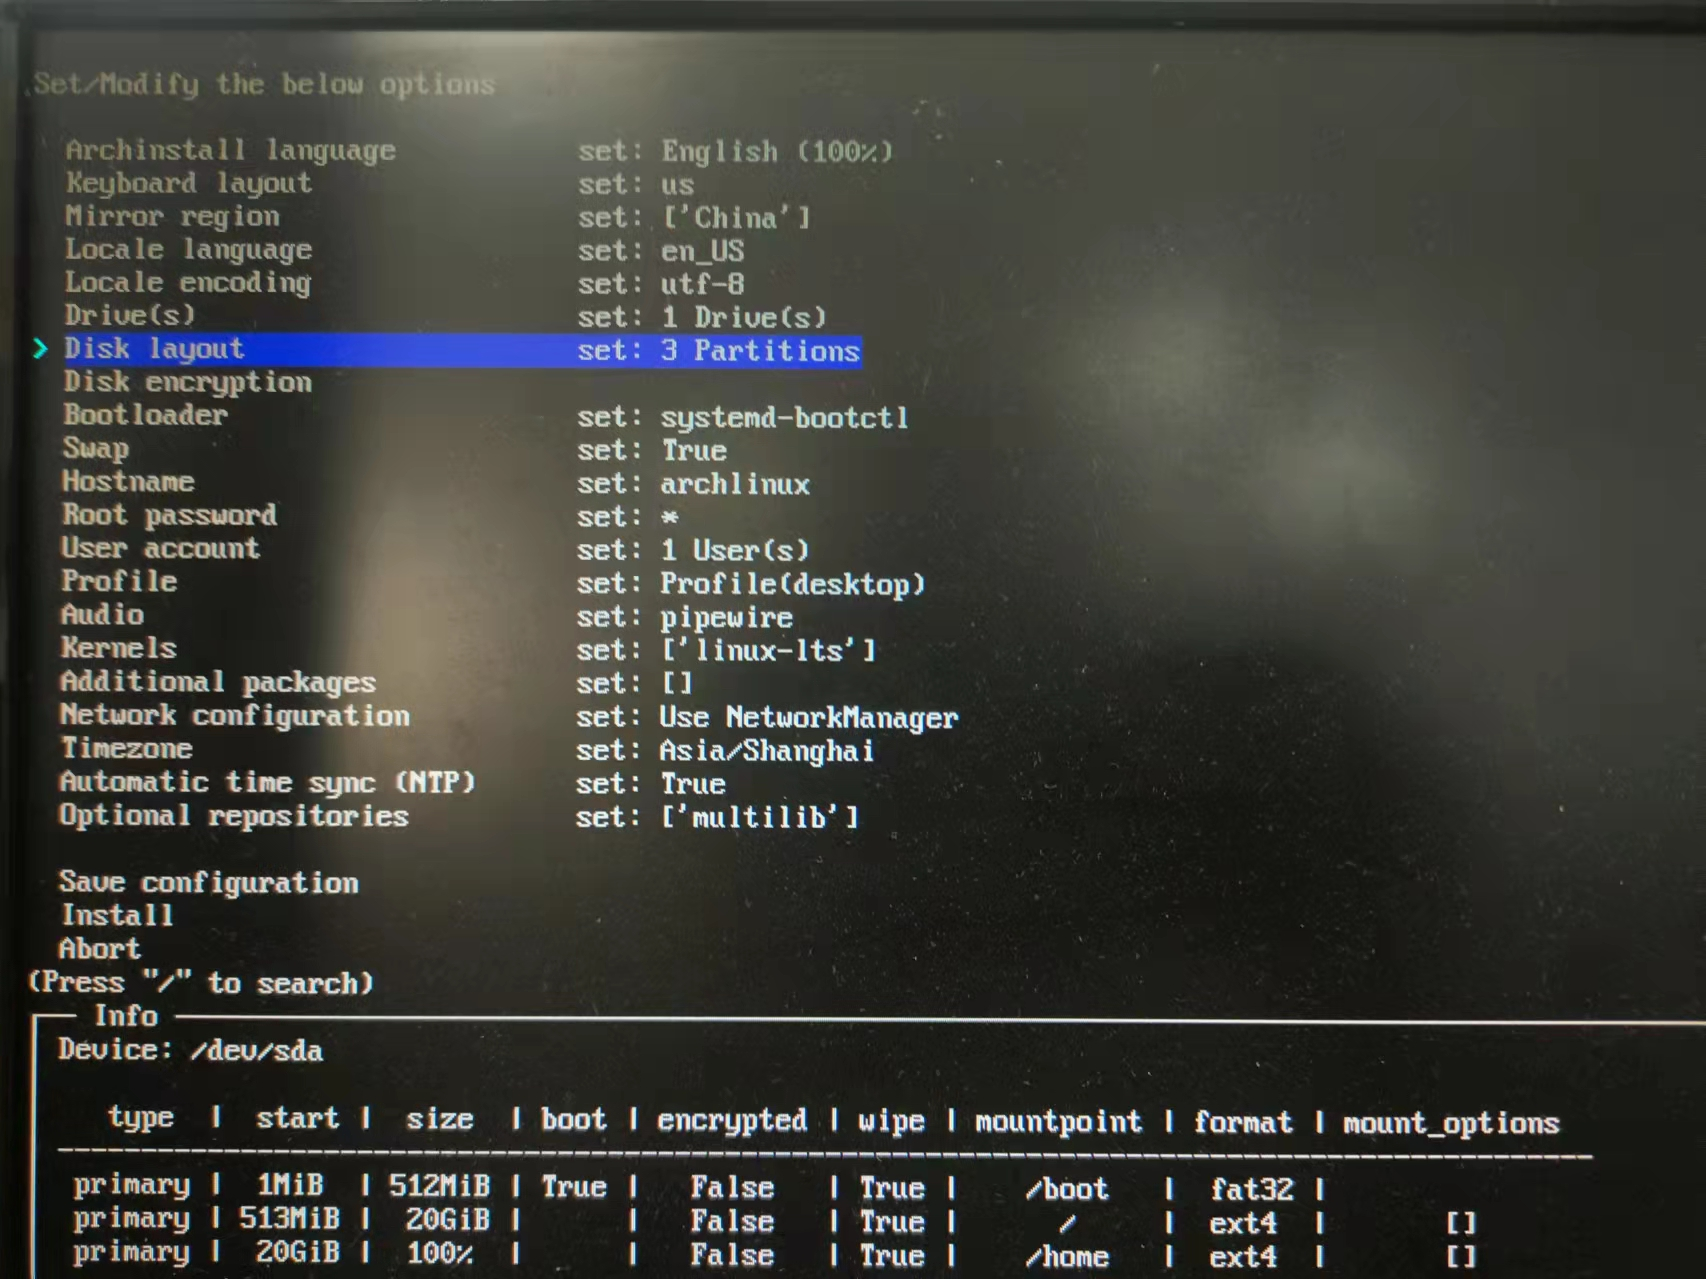 Set/Modify the below options
Archinstall language set: English (100%)
Keyboard layout set: us
Mirror region set: ['China']
Locale language set: en_US
Locale encoding set: utf-8
Drive(s) set: 1 Drive(s)
> Disk layout set: 3 Partitions
Disk encryption
Bootloader set: systemd-bootctl
Swap set: True
Hostname set: archlinux
Root password set: *
User account set: 1 User(s)
Profile set: Profile(desktop)
Audio set: pipewire
Kernels set: ['linux-lts']
Additional packages set: []
Network configuration set: Use NetworkManager
Timezone set: Asia/Shanghai
Automatic time sync (NTP) set: True
Optional repositories set: ['multilib']
Save configuration
Install
Abort
(Press "/" to search)
Info
Device: /dev/sda
type | start | size | boot | encrypted | wipe | mountpoint | format | mount_options
primary | 1MiB | 512MiB | True | False | True | /boot | fat32 |
primary | 513MiB | 20GiB | | False | True | / | ext4 | []
primary | 20GiB | 100% | | False | True | /home | ext4 | []